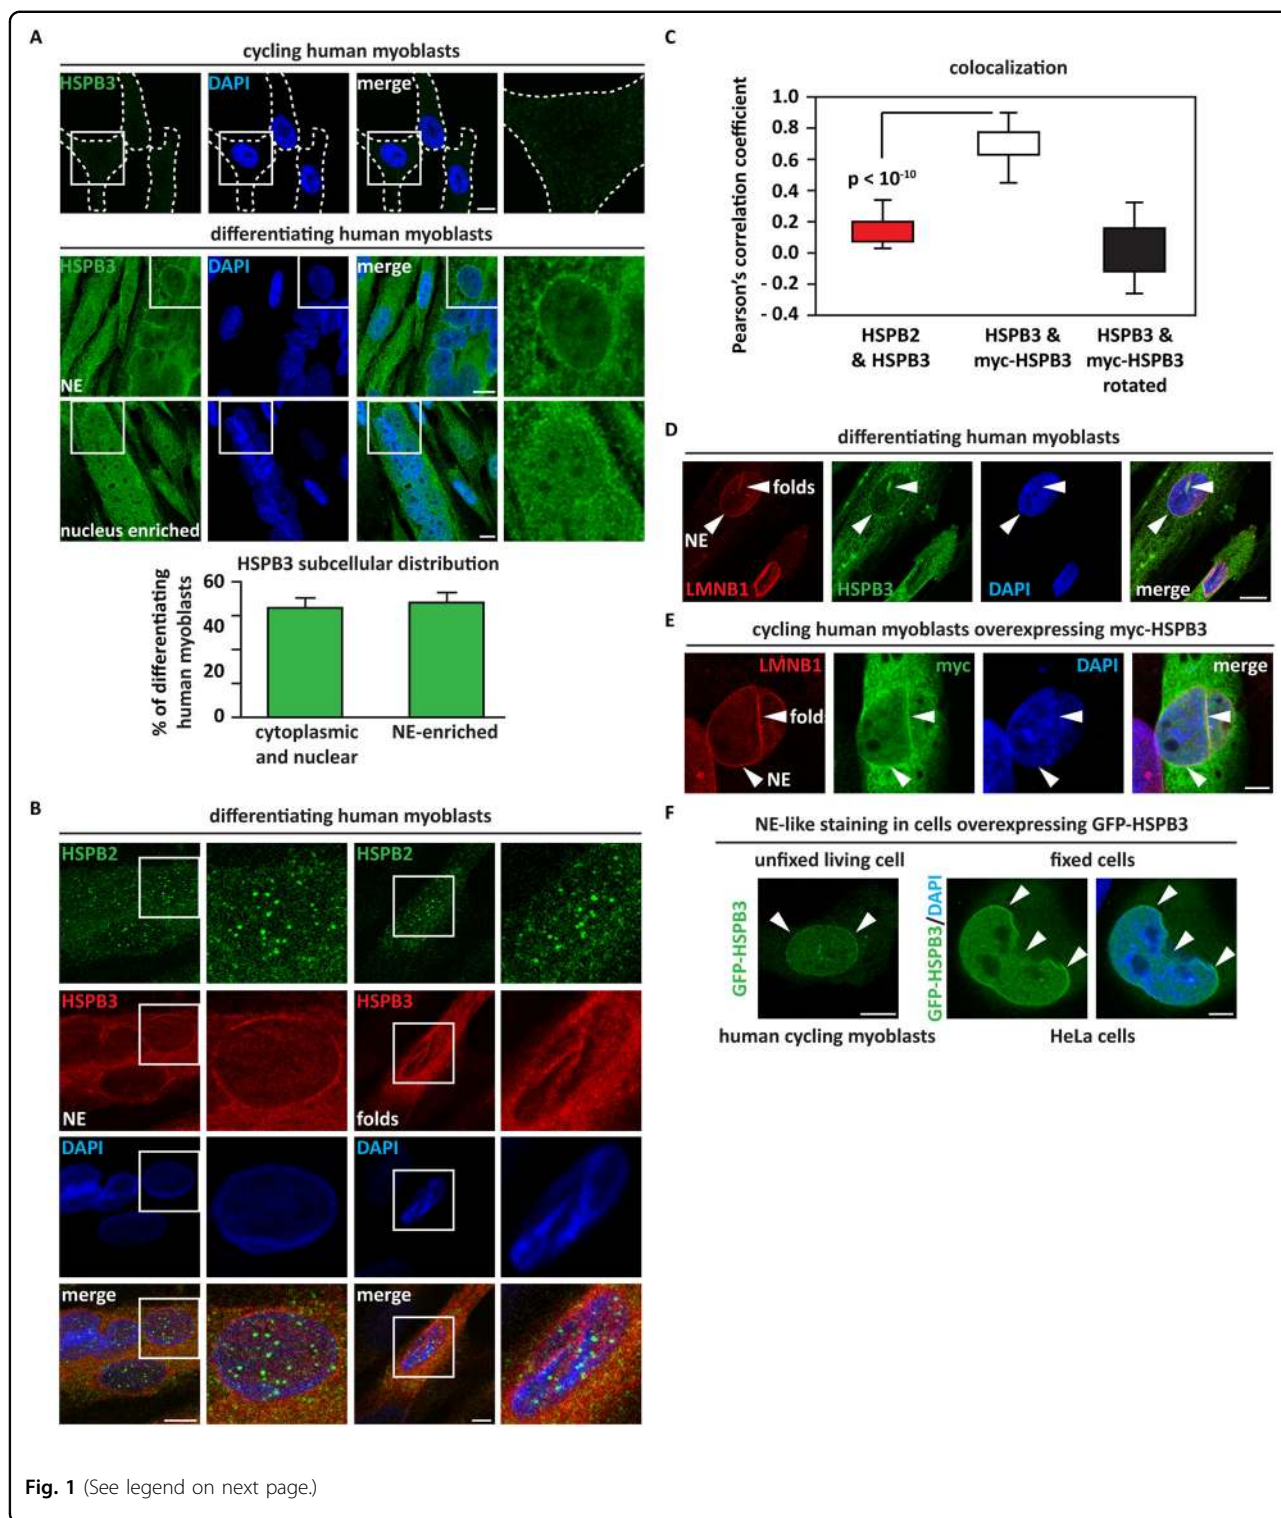 A
cycling human myoblasts
HSPB3
DAPI
merge
differentiating human myoblasts
HSPB3
DAPI
merge
NE
nucleus enriched
HSPB3 subcellular distribution
% of differentiating
human myoblasts
60
40
20
0
cytoplasmic
and nuclear
NE-enriched
B
differentiating human myoblasts
HSPB2
HSPB2
HSPB3
HSPB3
NE
folds
DAPI
DAPI
merge
merge
C
colocalization
Pearson's correlation coefficient
1.0
0.8
0.6
0.4
0.2
0.0
- 0.2
- 0.4
p < 10⁻¹⁰
HSPB2
& HSPB3
HSPB3 &
myc-HSPB3
HSPB3 &
myc-HSPB3
rotated
D
differentiating human myoblasts
folds
NE
LMNB1
HSPB3
DAPI
merge
E
cycling human myoblasts overexpressing myc-HSPB3
LMNB1
myc
DAPI
merge
fold
NE
F
NE-like staining in cells overexpressing GFP-HSPB3
unfixed living cell
fixed cells
GFP-HSPB3
GFP-HSPB3/DAPI
human cycling myoblasts
HeLa cells
Fig. 1 (See legend on next page.)